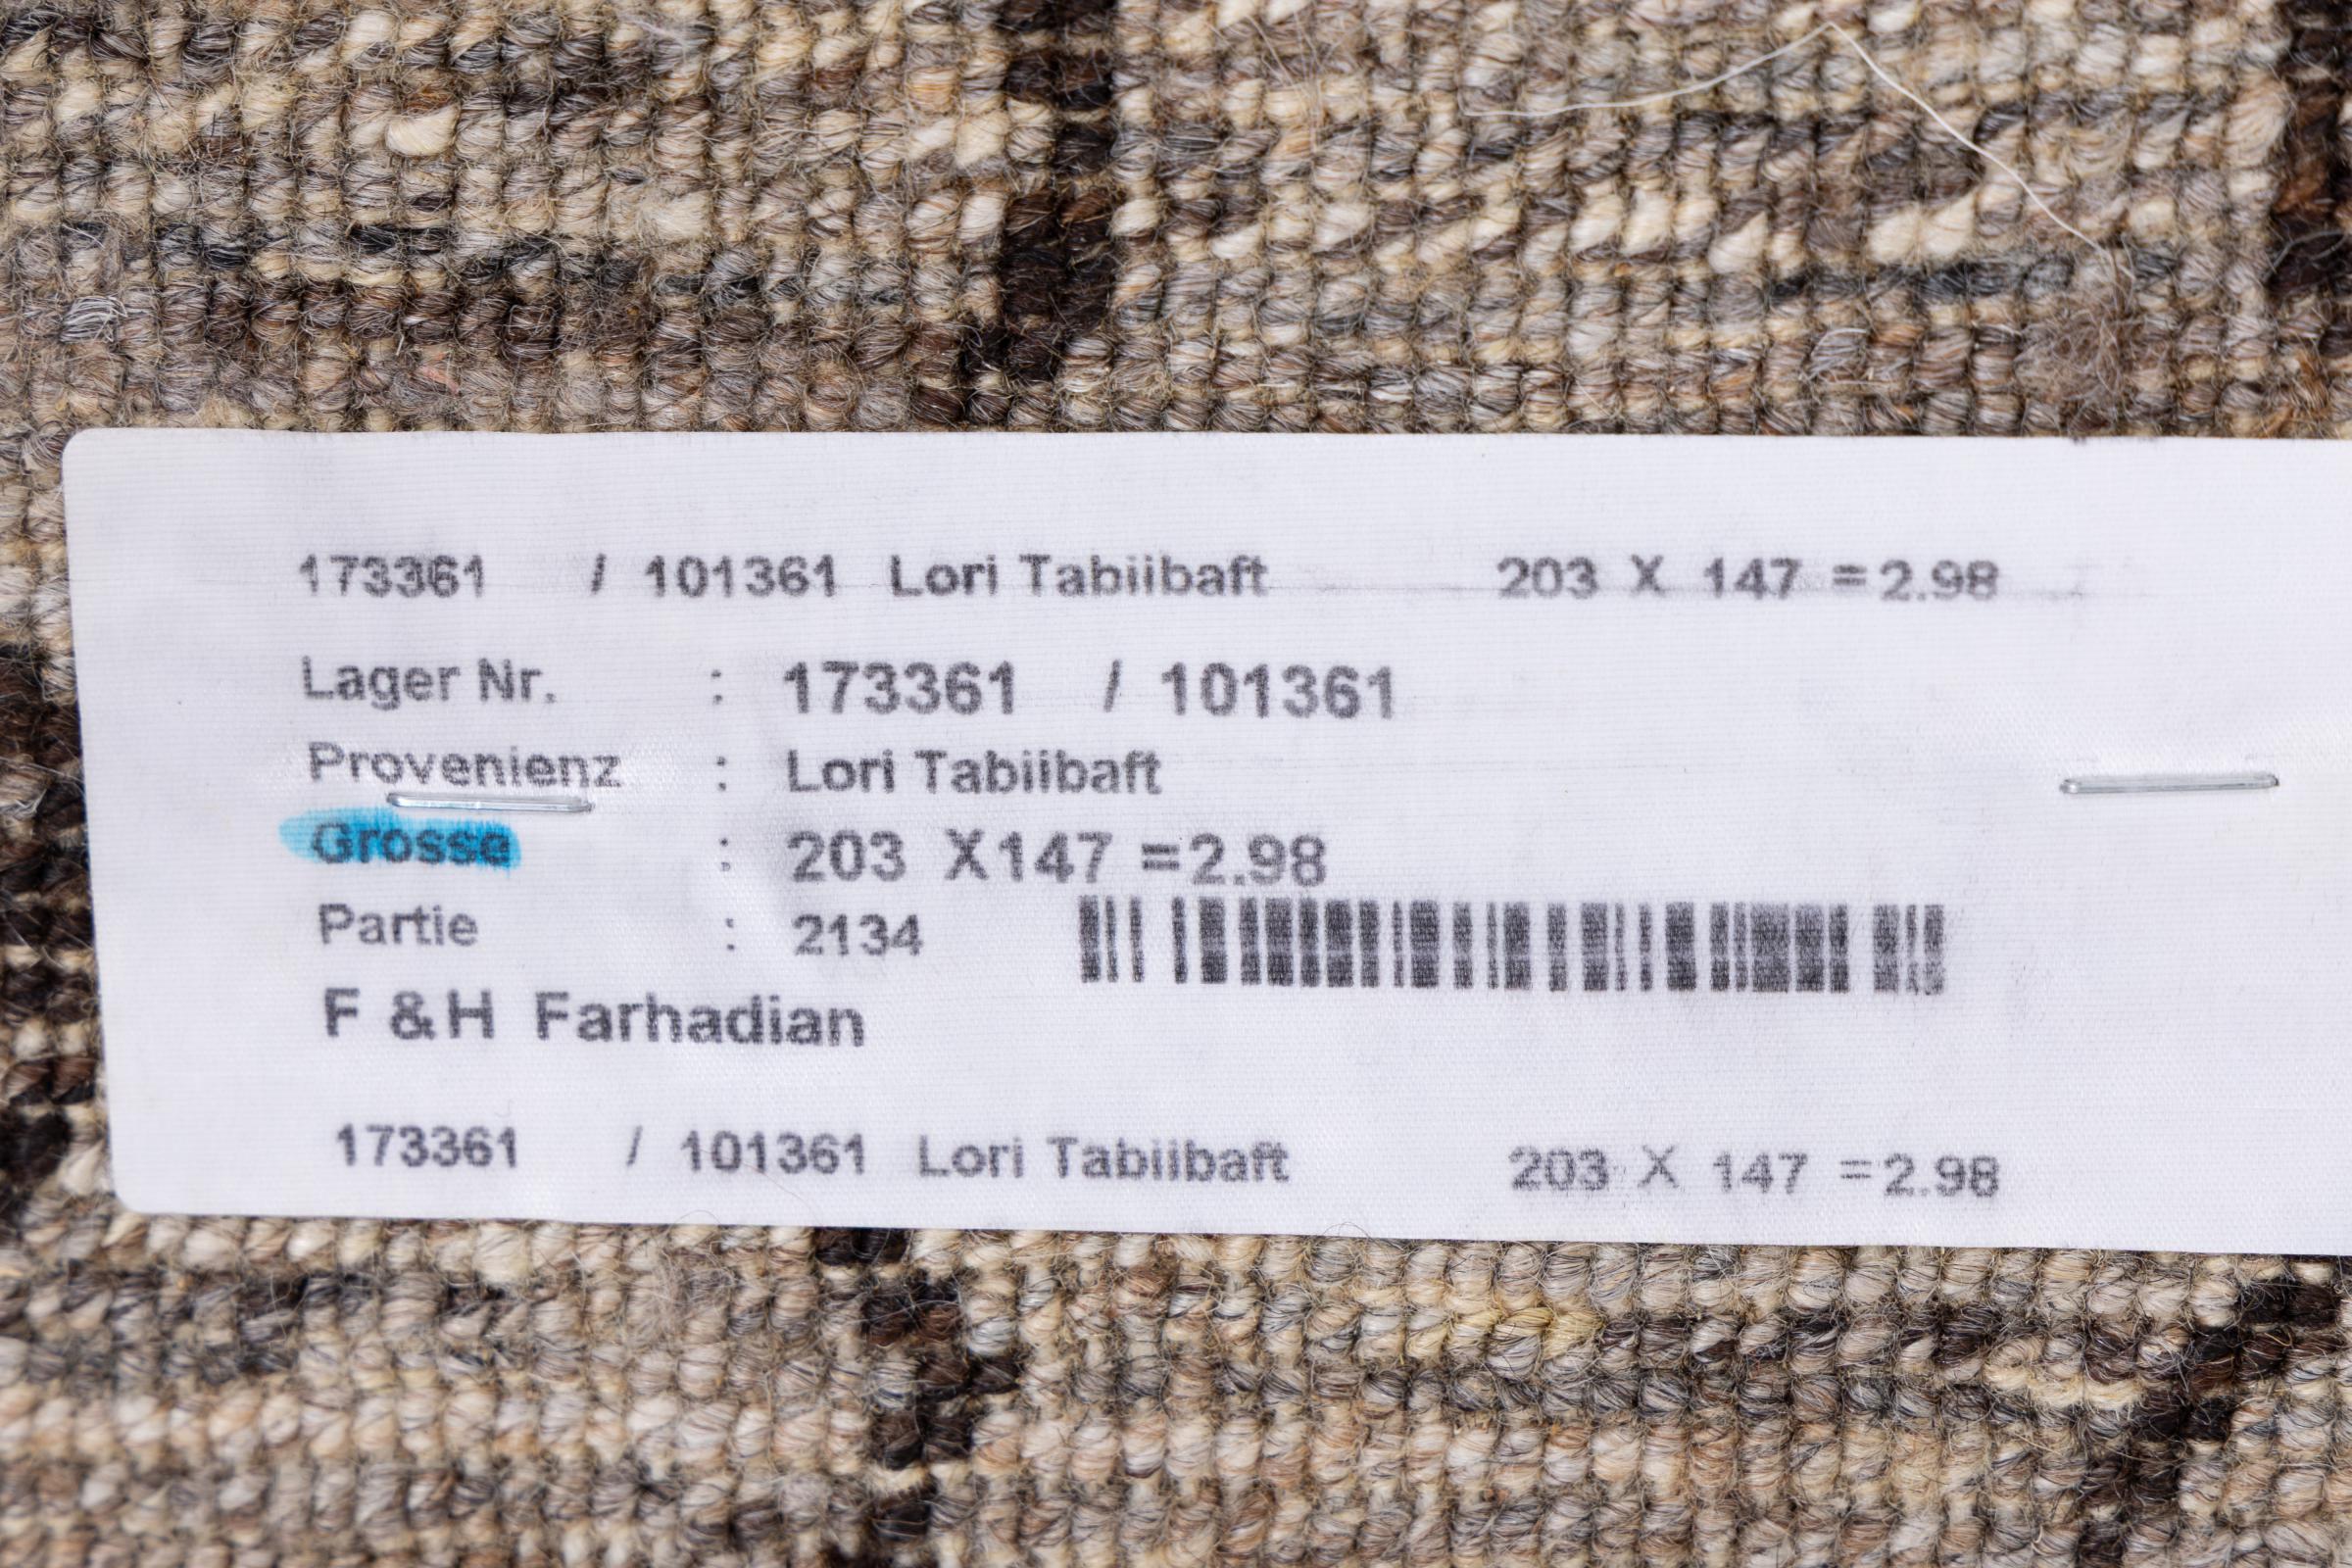 173361 / 101361 Lori Tabiibaft 203 X 147 =2.98
Lager Nr. : 173361 / 101361
Provenienz : Lori Tabiibaft
Grosse : 203 X147 =2.98
Partie : 2134
F &H Farhadian
173361 / 101361 Lori Tabiibaft 203 X 147 =2.98